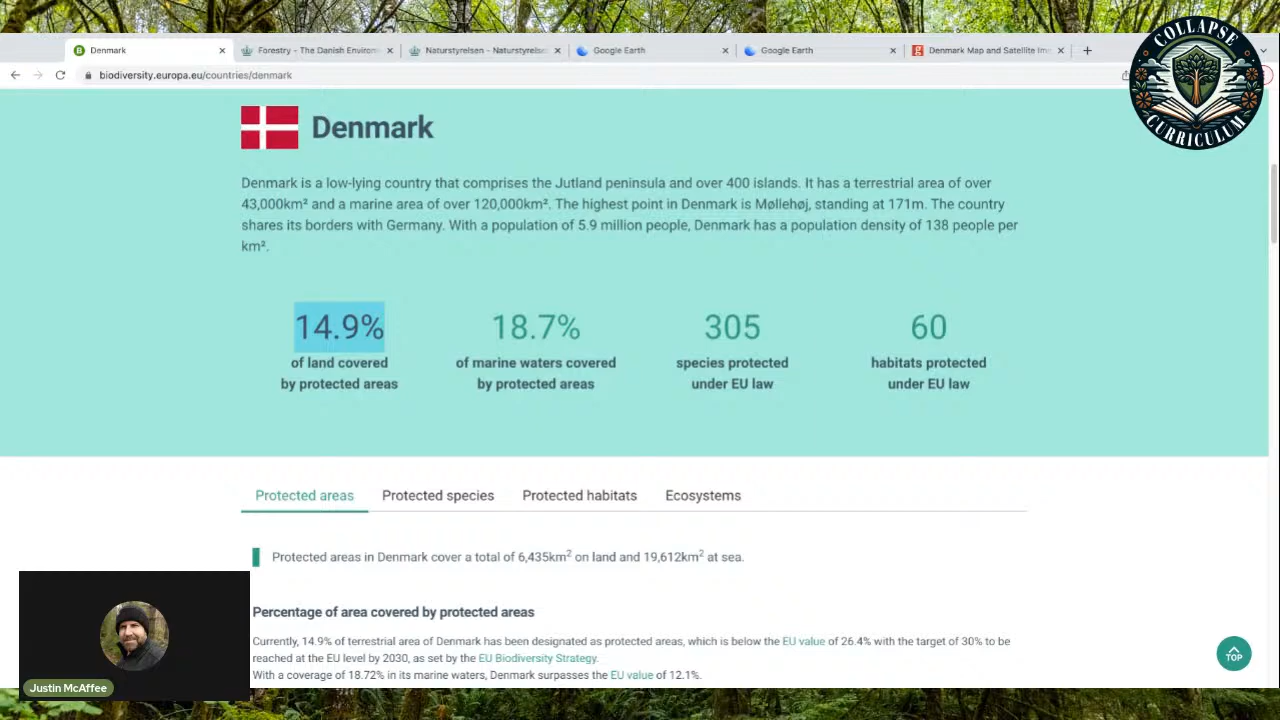 Denmark
Forestry - The Danish Environ
Naturstyrelsen - Naturstyrelse
Google Earth
Google Earth
Denmark Map and Satellite Im
biodiversity.europa.eu/countries/denmark
COLLAPSE
CURRICULUM
Denmark
Denmark is a low-lying country that comprises the Jutland peninsula and over 400 islands. It has a terrestrial area of over
43,000km² and a marine area of over 120,000km². The highest point in Denmark is Møllehøj, standing at 171m. The country
shares its borders with Germany. With a population of 5.9 million people, Denmark has a population density of 138 people per
km².
14.9%
of land covered
by protected areas
18.7%
of marine waters covered
by protected areas
305
species protected
under EU law
60
habitats protected
under EU law
Protected areas
Protected species
Protected habitats
Ecosystems
Protected areas in Denmark cover a total of 6,435km² on land and 19,612km² at sea.
Percentage of area covered by protected areas
Currently, 14.9% of terrestrial area of Denmark has been designated as protected areas, which is below the EU value of 26.4% with the target of 30% to be
reached at the EU level by 2030, as set by the EU Biodiversity Strategy.
With a coverage of 18.72% in its marine waters, Denmark surpasses the EU value of 12.1%.
TOP
Justin McAffee